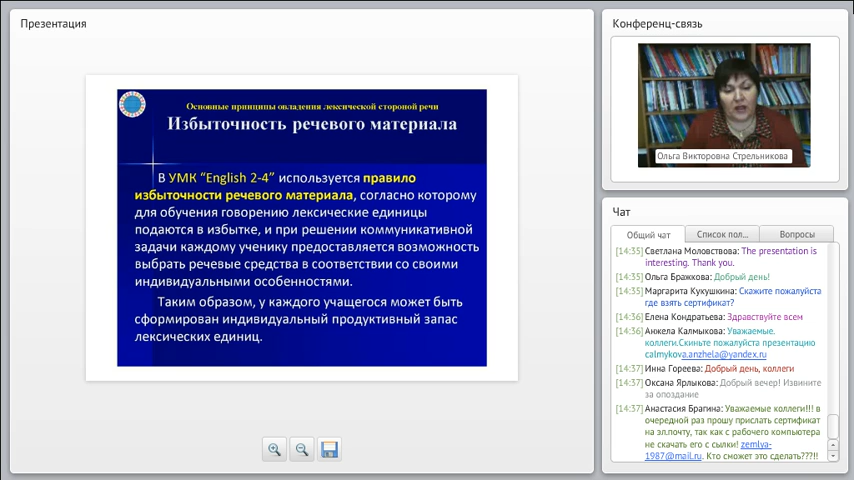 Презентация
Основные принципы овладения лексической стороной речи
Избыточность речевого материала
В УМК “English 2-4” используется правило
избыточности речевого материала, согласно которому
для обучения говорению лексические единицы
подаются в избытке, и при решении коммуникативной
задачи каждому ученику предоставляется возможность
выбрать речевые средства в соответствии со своими
индивидуальными особенностями.
Таким образом, у каждого учащегося может быть
сформирован индивидуальный продуктивный запас
лексических единиц.
Конференц-связь
Ольга Викторовна Стрельникова
Чат
Общий чат
Список пол...
Вопросы
[14:35] Светлана Моловствова: The presentation is
interesting. Thank you.
[14:35] Ольга Бражкова: Добрый день!
[14:35] Маргарита Кукушкина: Скажите пожалуйста
где взять сертификат?
[14:36] Елена Кондратьева: Здравствуйте всем
[14:36] Анжела Калмыкова: Уважаемые.
коллеги.Скиньте пожалуйста презентацию
calmykova.anzhela@yandex.ru
[14:37] Инна Гореева: Добрый день, коллеги
[14:37] Оксана Ярлыкова: Добрый вечер! Извините
за опоздание
[14:37] Анастасия Брагина: Уважаемые коллеги!!! в
очередной раз прошу прислать сертификат
на эл.почту, так как с рабочего компьютера
не скачать его с сылки! zemlya-
1987@mail.ru. Кто сможет это сделать???!!